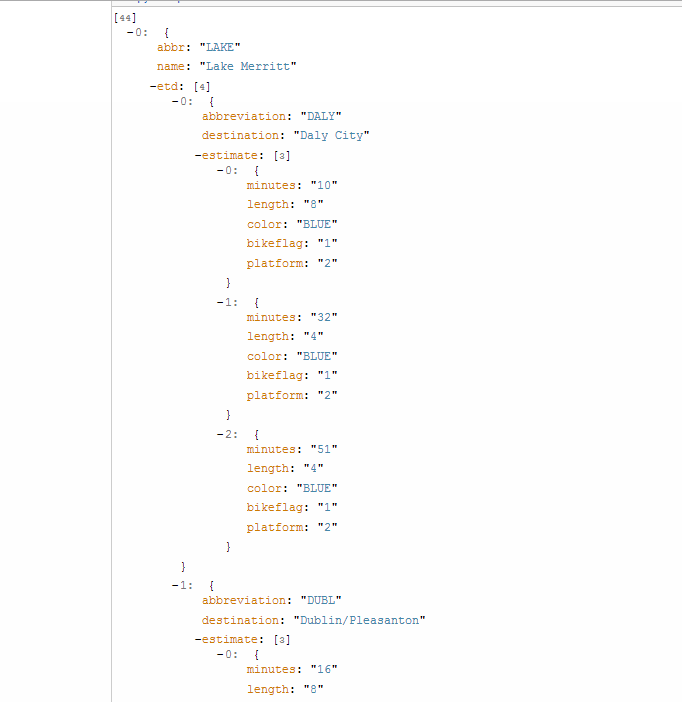 [44]
-0: {
abbr: "LAKE"
name: "Lake Merritt"
-etd: [4]
-0: {
abbreviation: "DALY"
destination: "Daly City"
-estimate: [3]
-0: {
minutes: "10"
length: "8"
color: "BLUE"
bikeflag: "1"
platform: "2"
}
-1: {
minutes: "32"
length: "4"
color: "BLUE"
bikeflag: "1"
platform: "2"
}
-2: {
minutes: "51"
length: "4"
color: "BLUE"
bikeflag: "1"
platform: "2"
}
}
-1: {
abbreviation: "DUBL"
destination: "Dublin/Pleasanton"
-estimate: [3]
-0: {
minutes: "16"
length: "8"